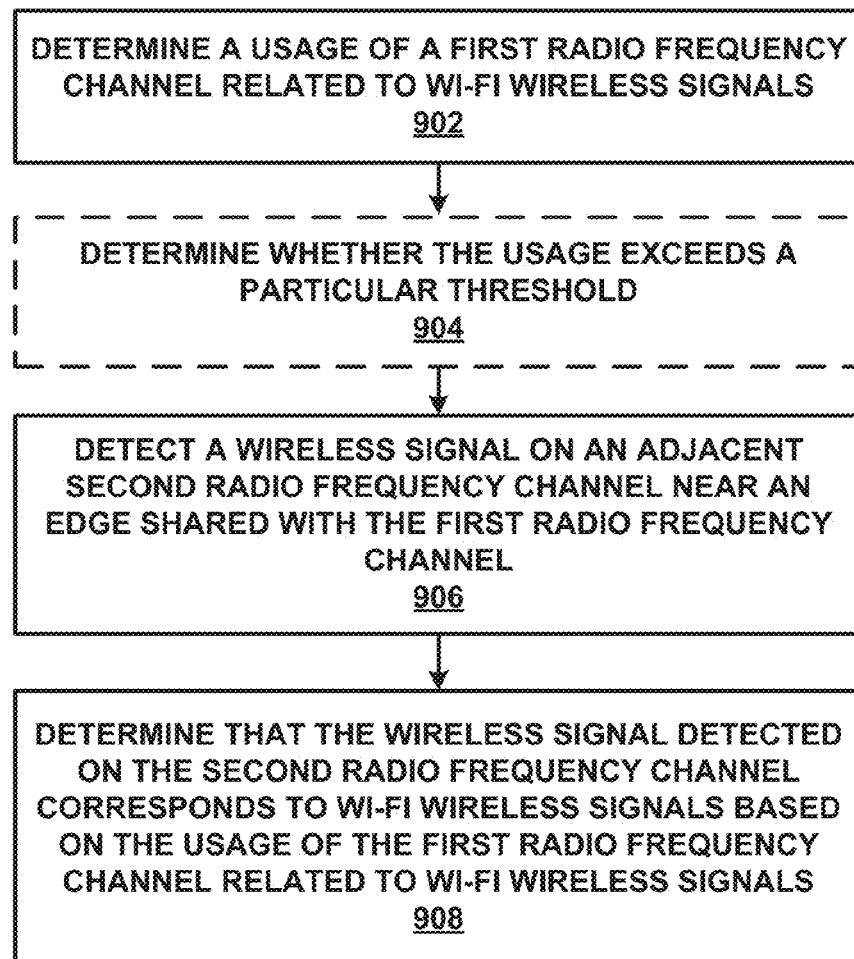 DETERMINE A USAGE OF A FIRST RADIO FREQUENCY
CHANNEL RELATED TO WI-FI WIRELESS SIGNALS
902
DETERMINE WHETHER THE USAGE EXCEEDS A
PARTICULAR THRESHOLD
904
DETECT A WIRELESS SIGNAL ON AN ADJACENT
SECOND RADIO FREQUENCY CHANNEL NEAR AN
EDGE SHARED WITH THE FIRST RADIO FREQUENCY
CHANNEL
906
DETERMINE THAT THE WIRELESS SIGNAL DETECTED
ON THE SECOND RADIO FREQUENCY CHANNEL
CORRESPONDS TO WI-FI WIRELESS SIGNALS BASED
ON THE USAGE OF THE FIRST RADIO FREQUENCY
CHANNEL RELATED TO WI-FI WIRELESS SIGNALS
908